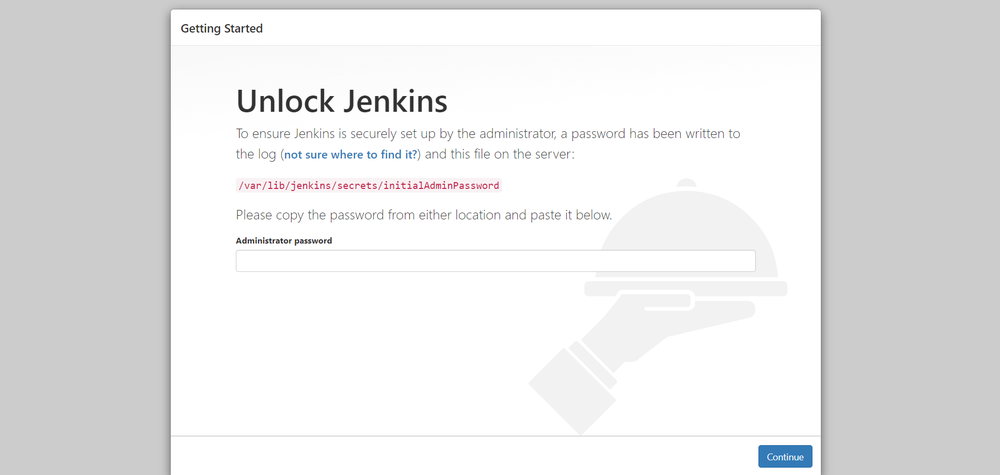 Getting Started
Unlock Jenkins
To ensure Jenkins is securely set up by the administrator, a password has been written to
the log (not sure where to find it?) and this file on the server:
/var/lib/jenkins/secrets/initialAdminPassword
Please copy the password from either location and paste it below.
Administrator password
Continue